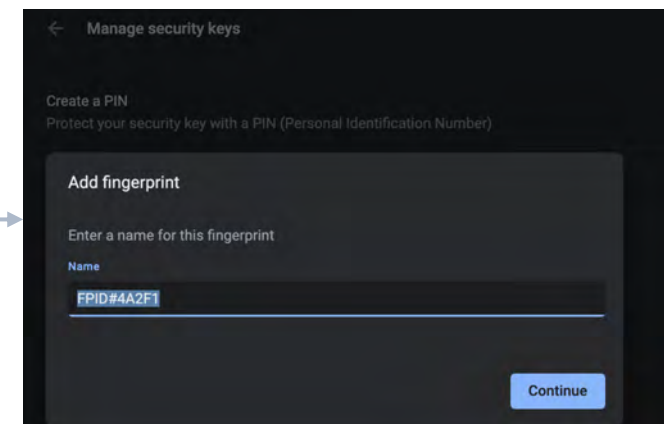 Manage security keys
Create a PIN
Protect your security key with a PIN (Personal Identification Number)
Add fingerprint
Enter a name for this fingerprint
Name
FPID#4A2F1
Continue